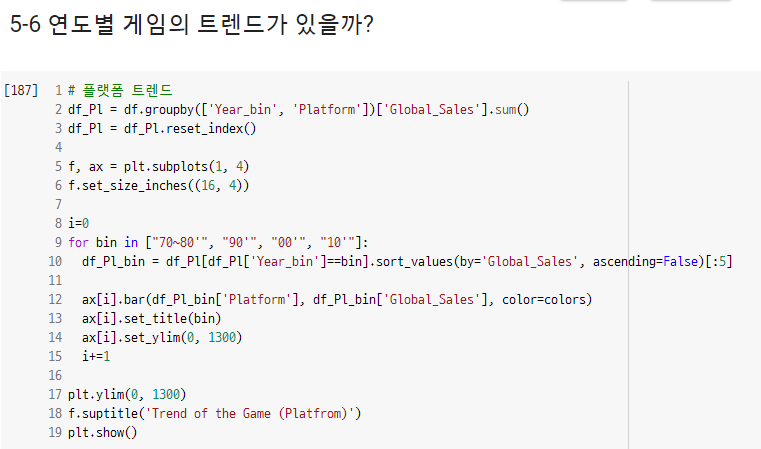 5-6 연도별 게임의 트렌드가 있을까?
[187] 1 # 플랫폼 트렌드
2 df_Pl = df.groupby(['Year_bin', 'Platform'])['Global_Sales'].sum()
3 df_Pl = df_Pl.reset_index()
4
5 f, ax = plt.subplots(1, 4)
6 f.set_size_inches((16, 4))
7
8 i=0
9 for bin in ["70~80'", "90'", "00'", "10'"]:
10   df_Pl_bin = df_Pl[df_Pl['Year_bin']==bin].sort_values(by='Global_Sales', ascending=False)[:5]
11
12   ax[i].bar(df_Pl_bin['Platform'], df_Pl_bin['Global_Sales'], color=colors)
13   ax[i].set_title(bin)
14   ax[i].set_ylim(0, 1300)
15   i+=1
16
17 plt.ylim(0, 1300)
18 f.suptitle('Trend of the Game (Platfrom)')
19 plt.show()